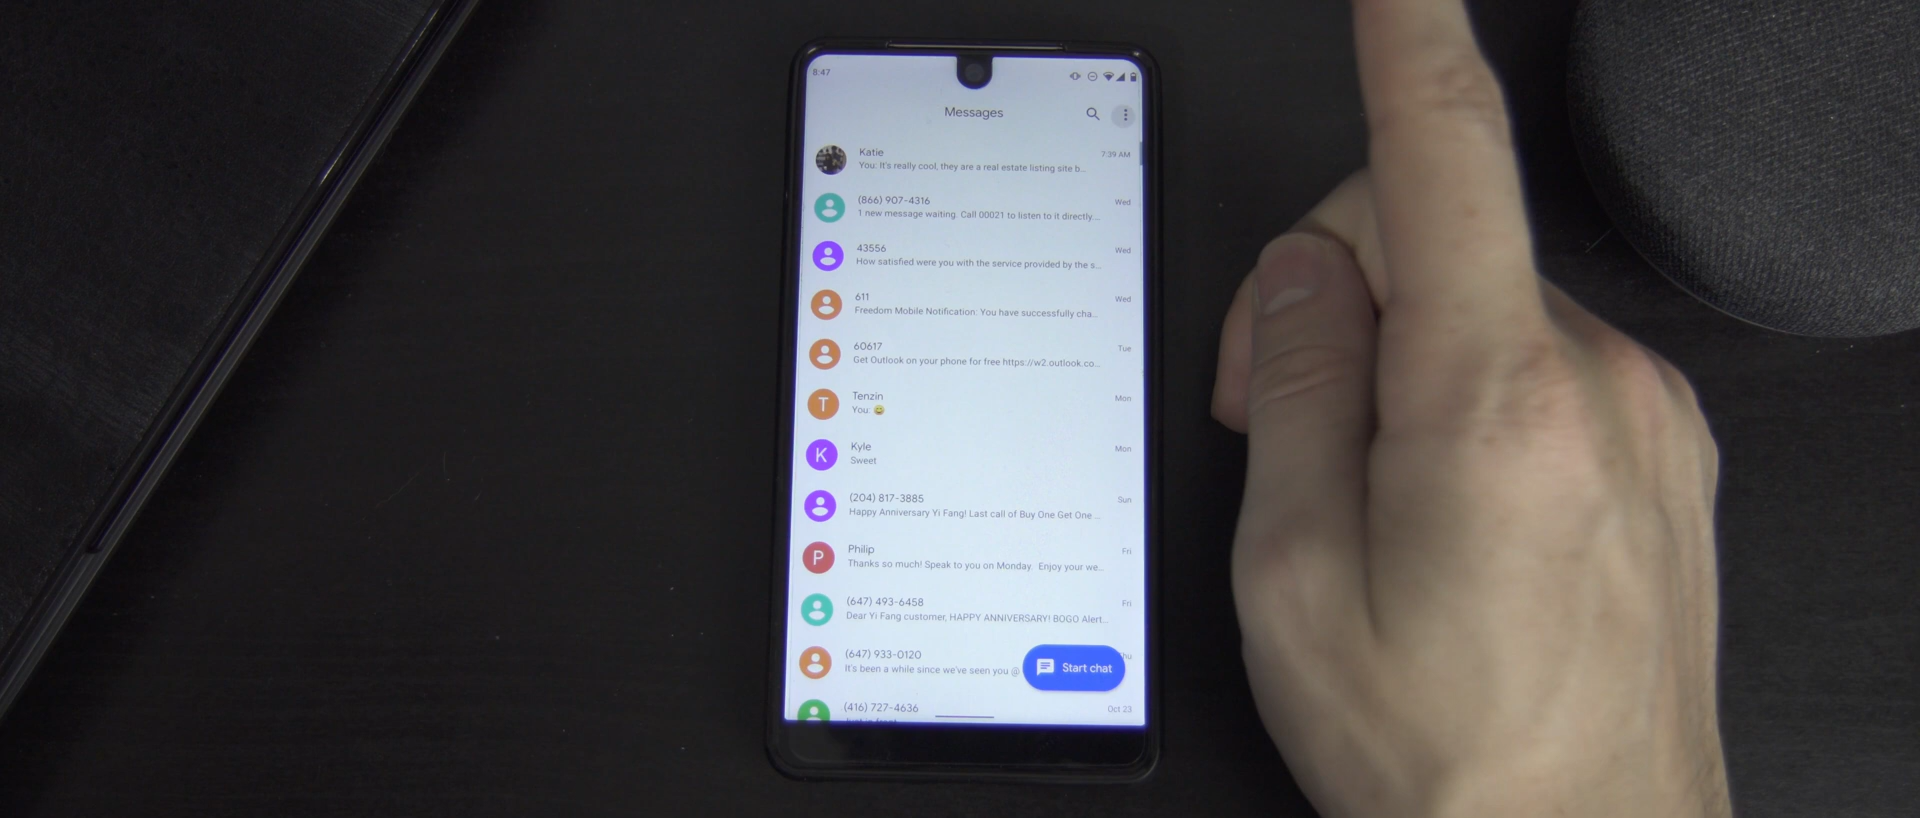 8:47
Messages
Katie
7:39 AM
You: It's really cool, they are a real estate listing site b...
(866) 907-4316
Wed
1 new message waiting. Call 00021 to listen to it directly....
43556
Wed
How satisfied were you with the service provided by the s...
611
Wed
Freedom Mobile Notification: You have successfully cha...
60617
Tue
Get Outlook on your phone for free https://w2.outlook.co...
T
Tenzin
Mon
You: 😄
K
Kyle
Mon
Sweet
(204) 817-3885
Sun
Happy Anniversary Yi Fang! Last call of Buy One Get One ...
P
Philip
Fri
Thanks so much! Speak to you on Monday. Enjoy your we...
(647) 493-6458
Fri
Dear Yi Fang customer, HAPPY ANNIVERSARY! BOGO Alert...
(647) 933-0120
It's been a while since we've seen you @
Start chat
(416) 727-4636
Oct 23